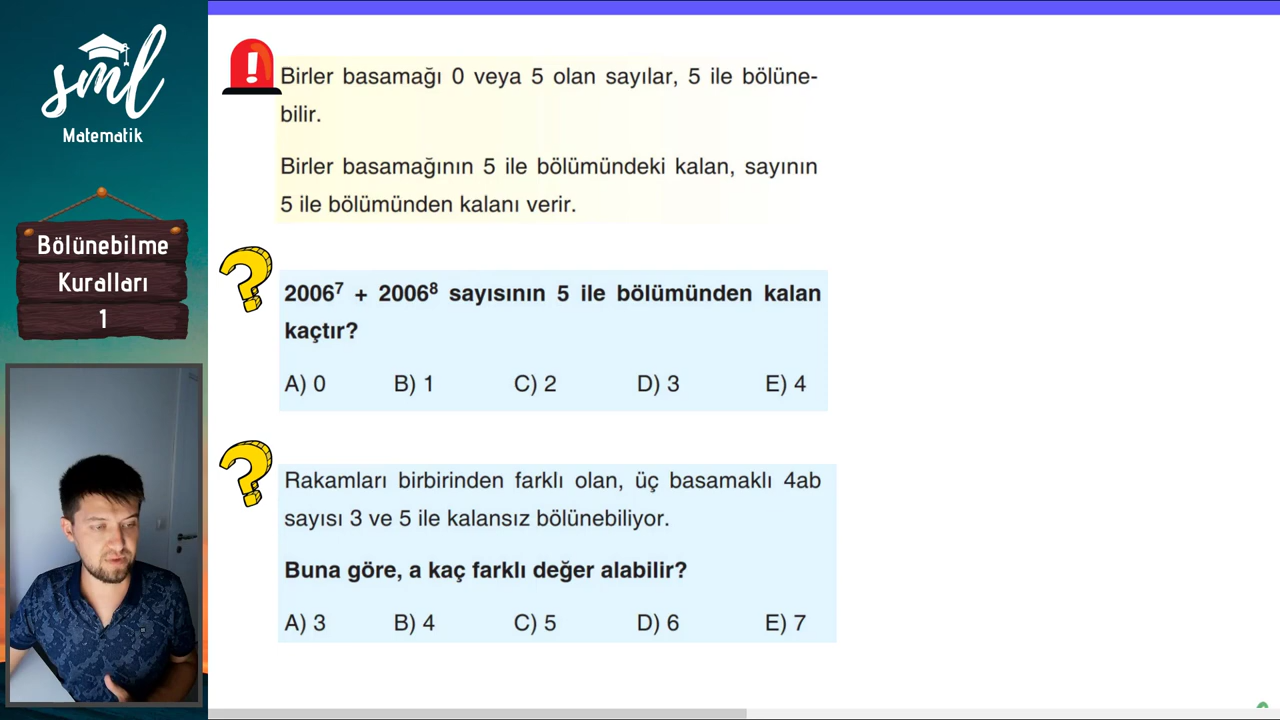 sml
Matematik
Bölünebilme
Kuralları
1
Birler basamağı 0 veya 5 olan sayılar, 5 ile bölüne-
bilir.
Birler basamağının 5 ile bölümündeki kalan, sayının
5 ile bölümünden kalanı verir.
2006⁷ + 2006⁸ sayısının 5 ile bölümünden kalan
kaçtır?
A) 0 B) 1 C) 2 D) 3 E) 4
Rakamları birbirinden farklı olan, üç basamaklı 4ab
sayısı 3 ve 5 ile kalansız bölünebiliyor.
Buna göre, a kaç farklı değer alabilir?
A) 3 B) 4 C) 5 D) 6 E) 7